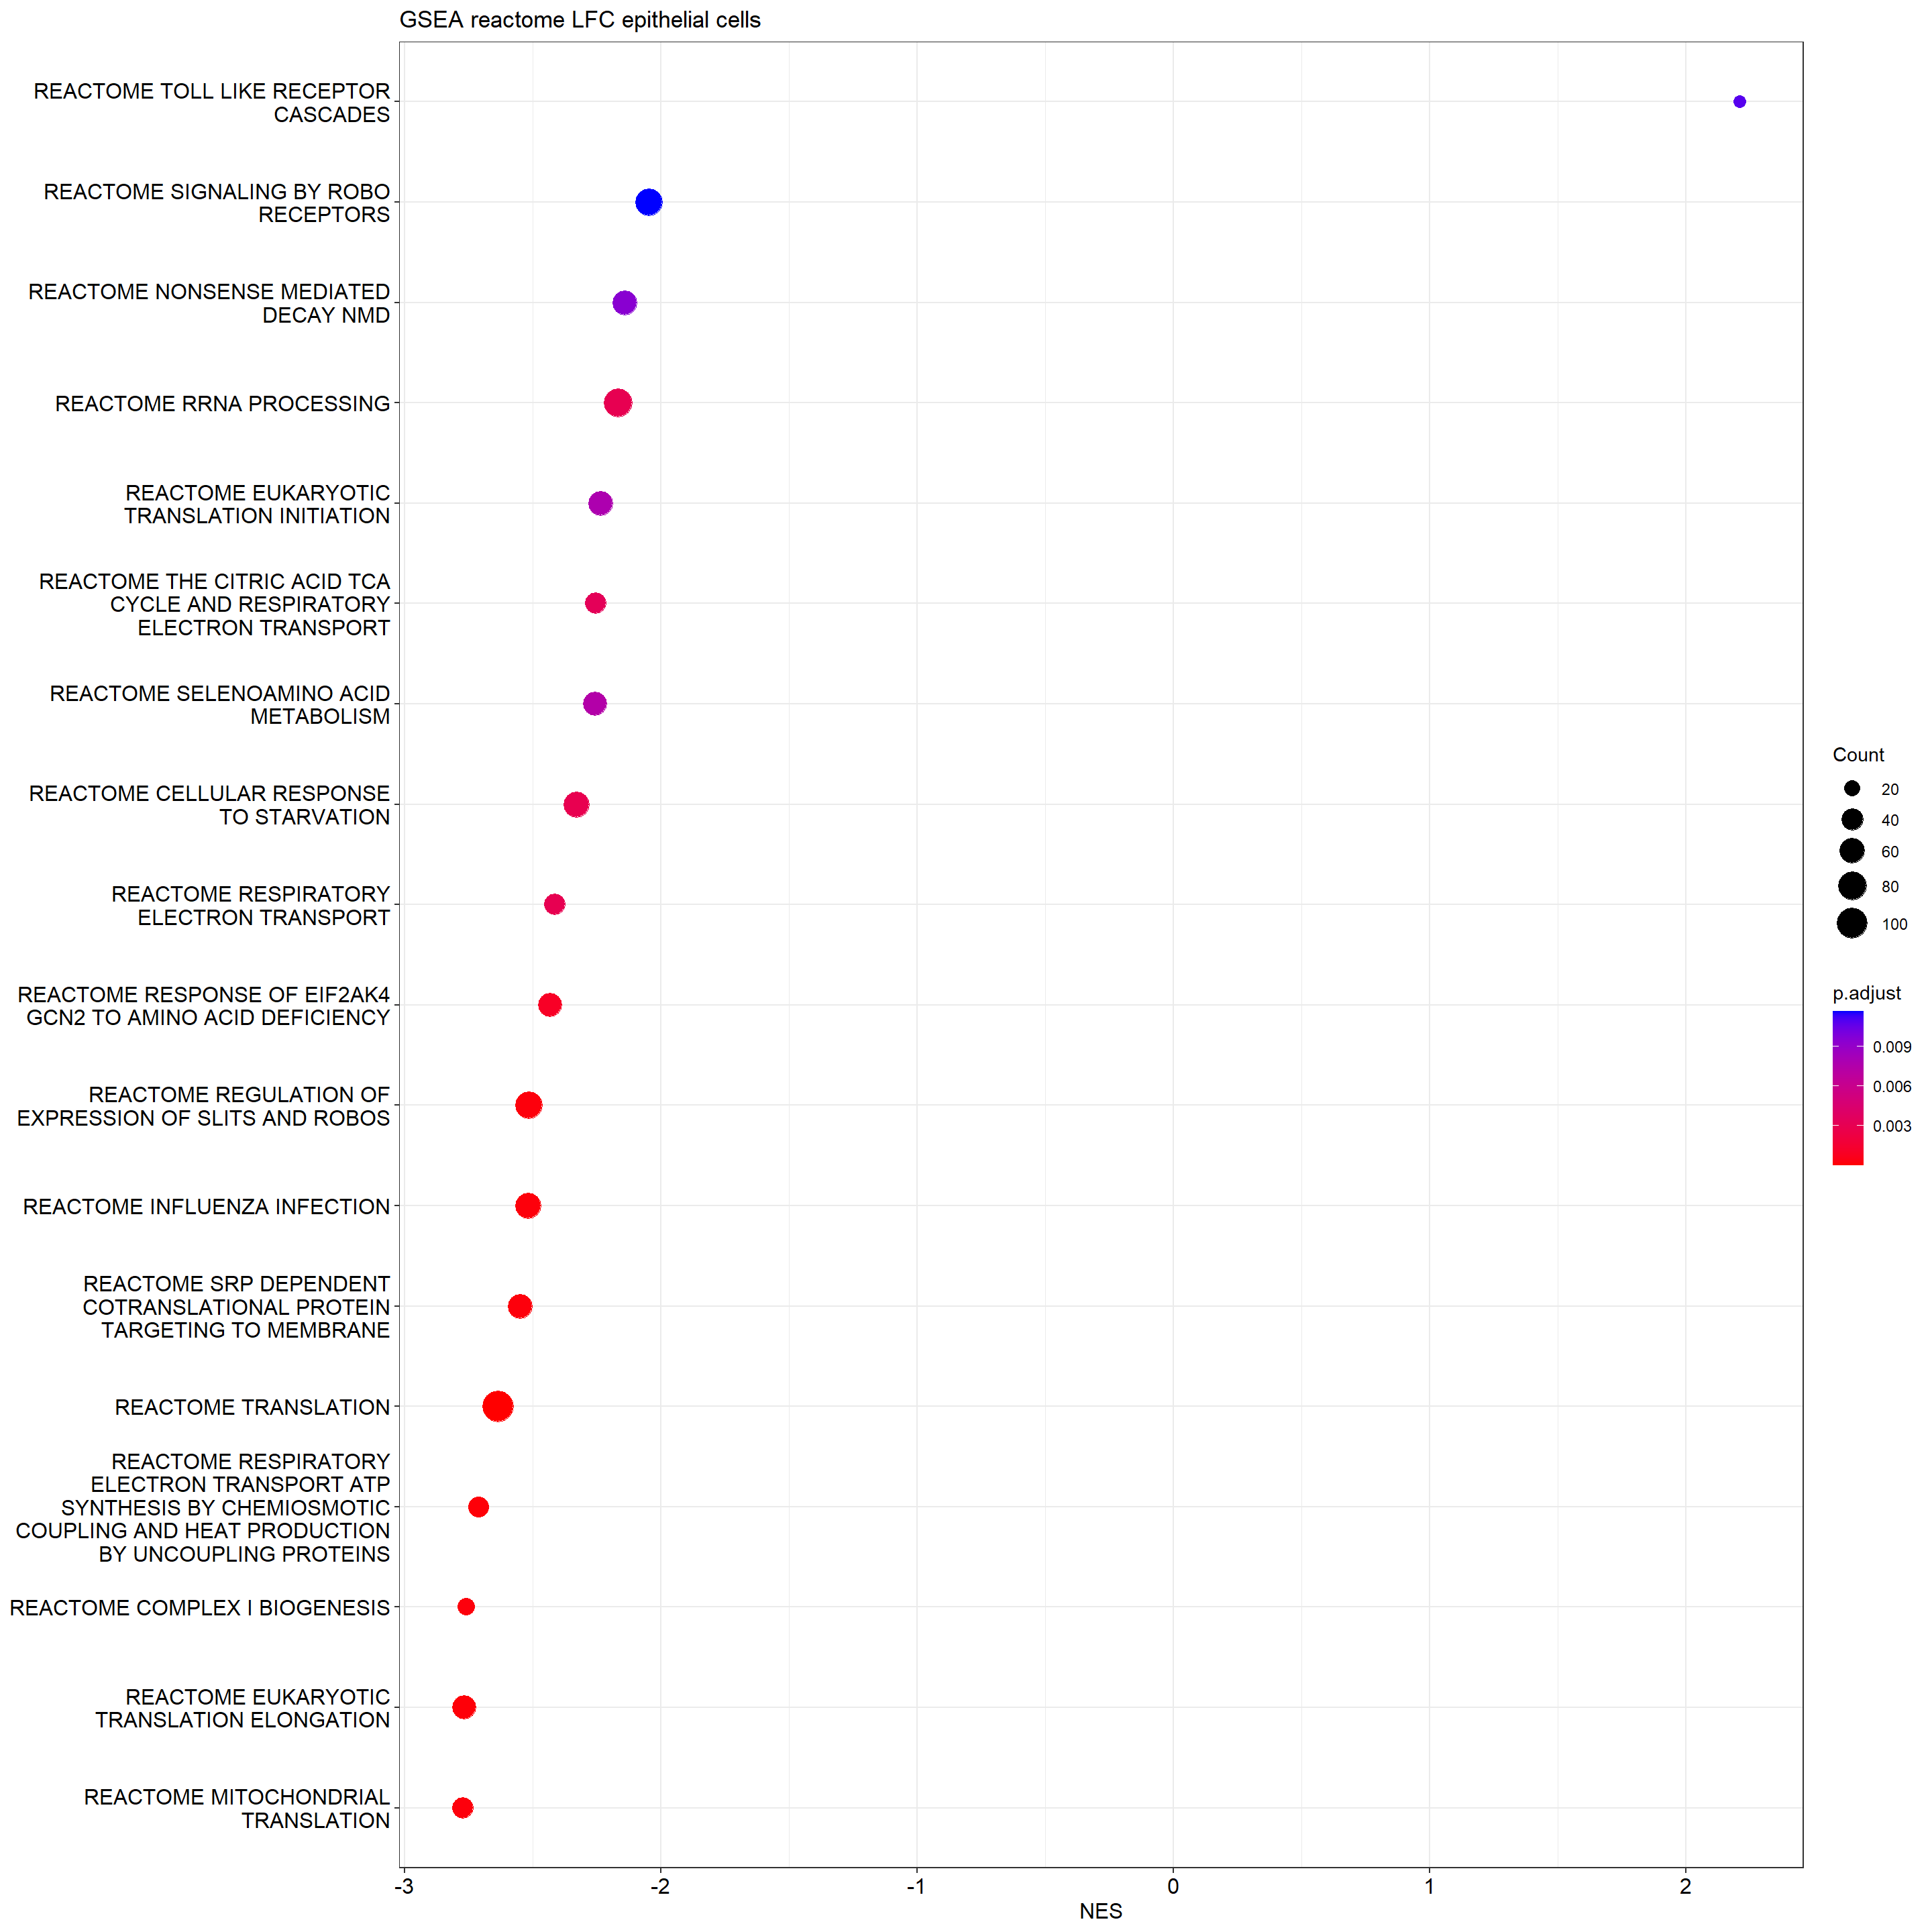 GSEA reactome LFC epithelial cells
REACTOME TOLL LIKE RECEPTOR
CASCADES
REACTOME SIGNALING BY ROBO
RECEPTORS
REACTOME NONSENSE MEDIATED
DECAY NMD
REACTOME RRNA PROCESSING
REACTOME EUKARYOTIC
TRANSLATION INITIATION
REACTOME THE CITRIC ACID TCA
CYCLE AND RESPIRATORY
ELECTRON TRANSPORT
REACTOME SELENOAMINO ACID
METABOLISM
REACTOME CELLULAR RESPONSE
TO STARVATION
REACTOME RESPIRATORY
ELECTRON TRANSPORT
REACTOME RESPONSE OF EIF2AK4
GCN2 TO AMINO ACID DEFICIENCY
REACTOME REGULATION OF
EXPRESSION OF SLITS AND ROBOS
REACTOME INFLUENZA INFECTION
REACTOME SRP DEPENDENT
COTRANSLATIONAL PROTEIN
TARGETING TO MEMBRANE
REACTOME TRANSLATION
REACTOME RESPIRATORY
ELECTRON TRANSPORT ATP
SYNTHESIS BY CHEMIOSMOTIC
COUPLING AND HEAT PRODUCTION
BY UNCOUPLING PROTEINS
REACTOME COMPLEX I BIOGENESIS
REACTOME EUKARYOTIC
TRANSLATION ELONGATION
REACTOME MITOCHONDRIAL
TRANSLATION
-3 -2 -1 0 1 2
NES
Count
20
40
60
80
100
p.adjust
0.009
0.006
0.003